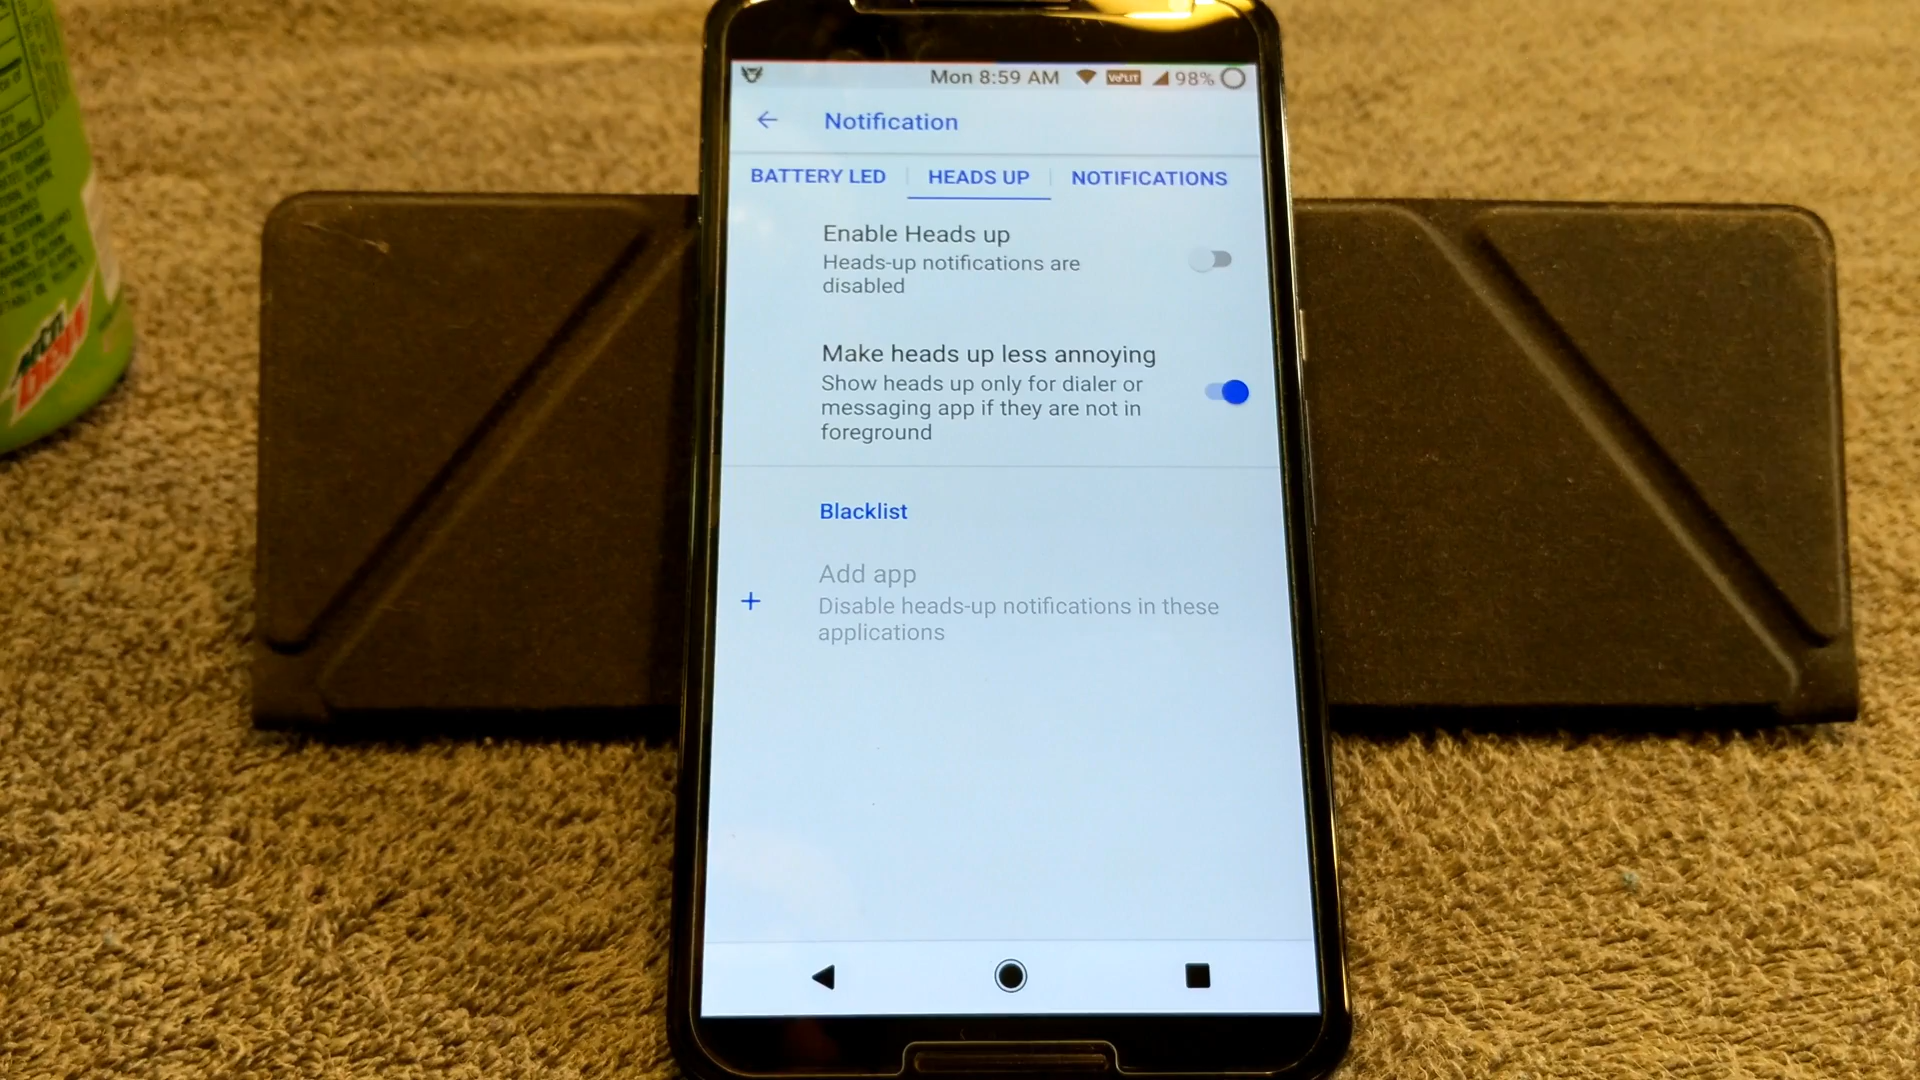 Mon 8:59 AM
98%
Notification
BATTERY LED
HEADS UP
NOTIFICATIONS
Enable Heads up
Heads-up notifications are
disabled
Make heads up less annoying
Show heads up only for dialer or
messaging app if they are not in
foreground
Blacklist
Add app
Disable heads-up notifications in these
applications
mtn
DEW